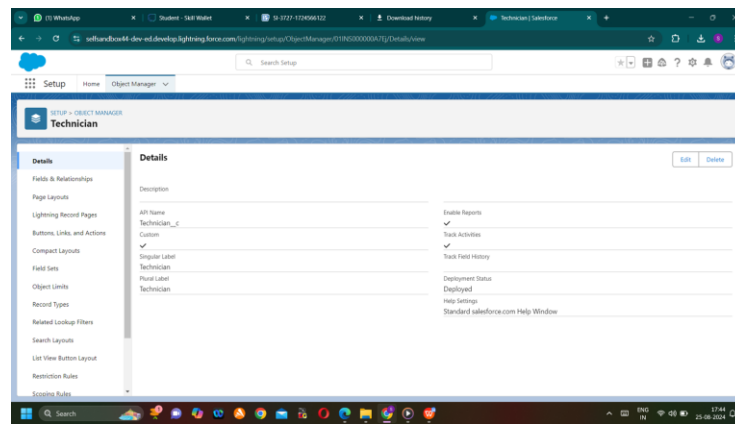 (1) WhatsApp
Student - Skill Wallet
SI-3727-1724566122
Download history
Technician | Salesforce
selfsandbox44-dev-ed.develop.lightning.force.com/lightning/setup/ObjectManager/01INS000000A7Ej/Details/view
Search Setup
Setup
Home
Object Manager
SETUP > OBJECT MANAGER
Technician
Details
Fields & Relationships
Page Layouts
Lightning Record Pages
Buttons, Links, and Actions
Compact Layouts
Field Sets
Object Limits
Record Types
Related Lookup Filters
Search Layouts
List View Button Layout
Restriction Rules
Scoping Rules
Details
Edit
Delete
Description
API Name
Technician__c
Custom
Singular Label
Technician
Plural Label
Technician
Enable Reports
Track Activities
Track Field History
Deployment Status
Deployed
Help Settings
Standard salesforce.com Help Window
Search
ENG
IN
17:44
25-08-2024